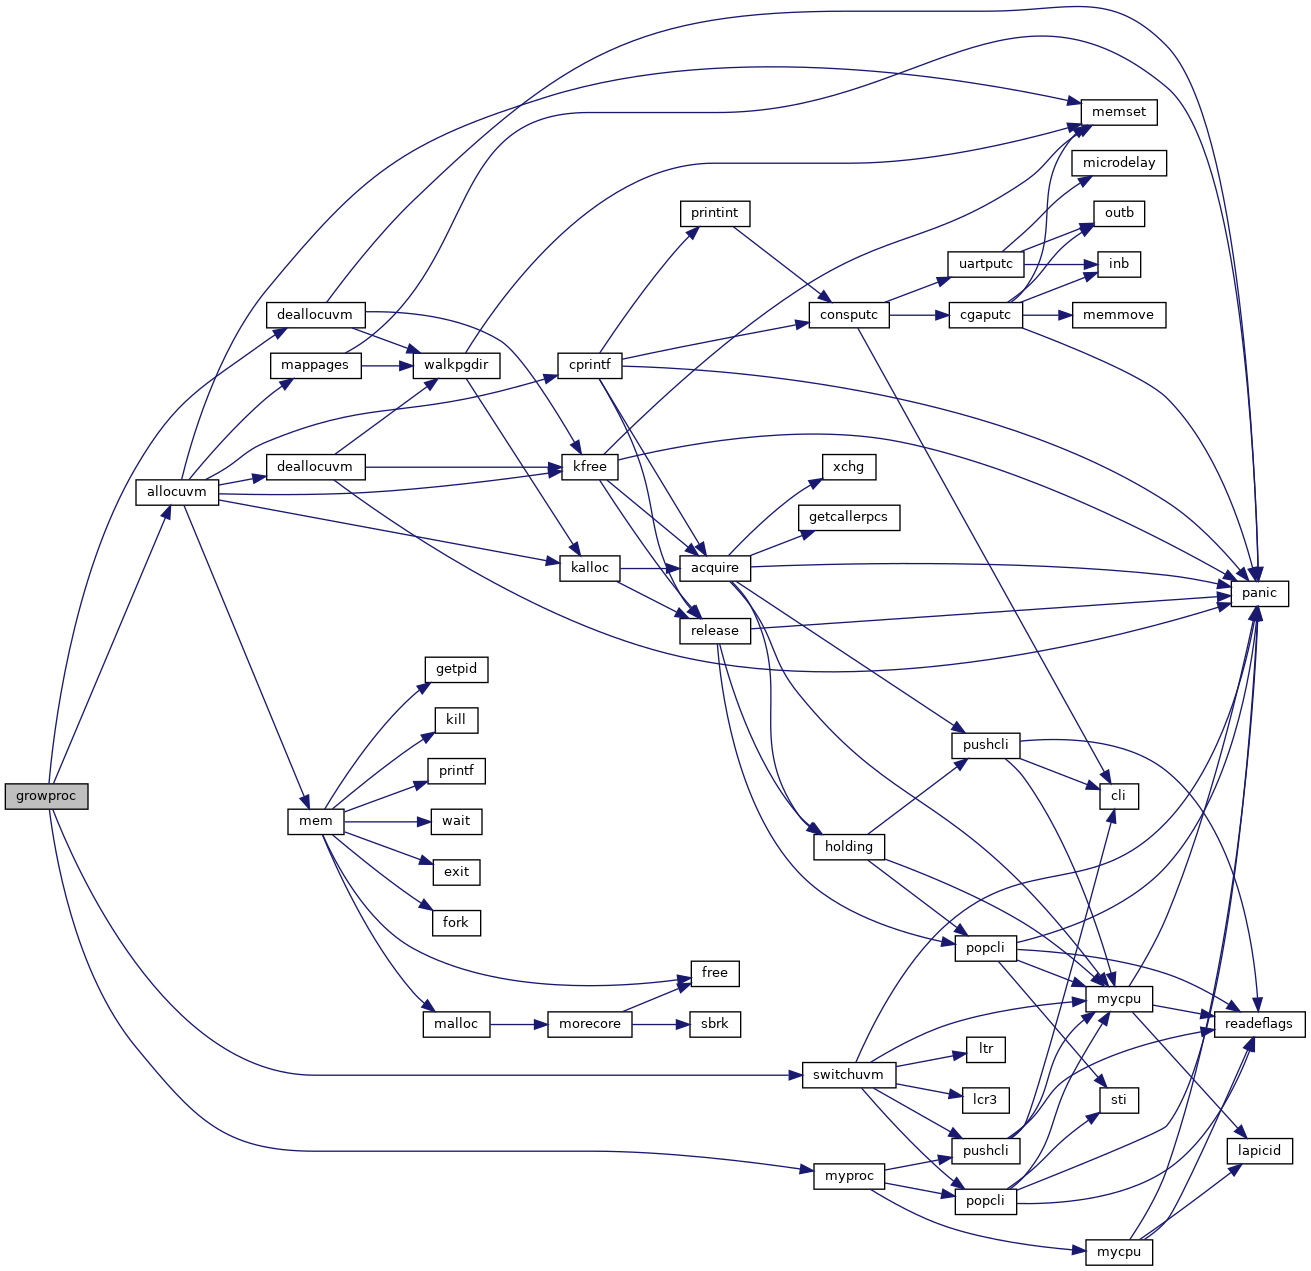 memset
microdelay
printint
outb
uartputc
inb
deallocuvm
consputc
cgaputc
memmove
mappages
walkpgdir
cprintf
deallocuvm
kfree
xchg
allocuvm
getcallerpcs
kalloc
acquire
panic
release
getpid
kill
pushcli
printf
growproc
cli
mem
wait
holding
exit
fork
popcli
free
mycpu
malloc
morecore
sbrk
readeflags
ltr
switchuvm
lcr3
sti
pushcli
lapicid
myproc
popcli
mycpu